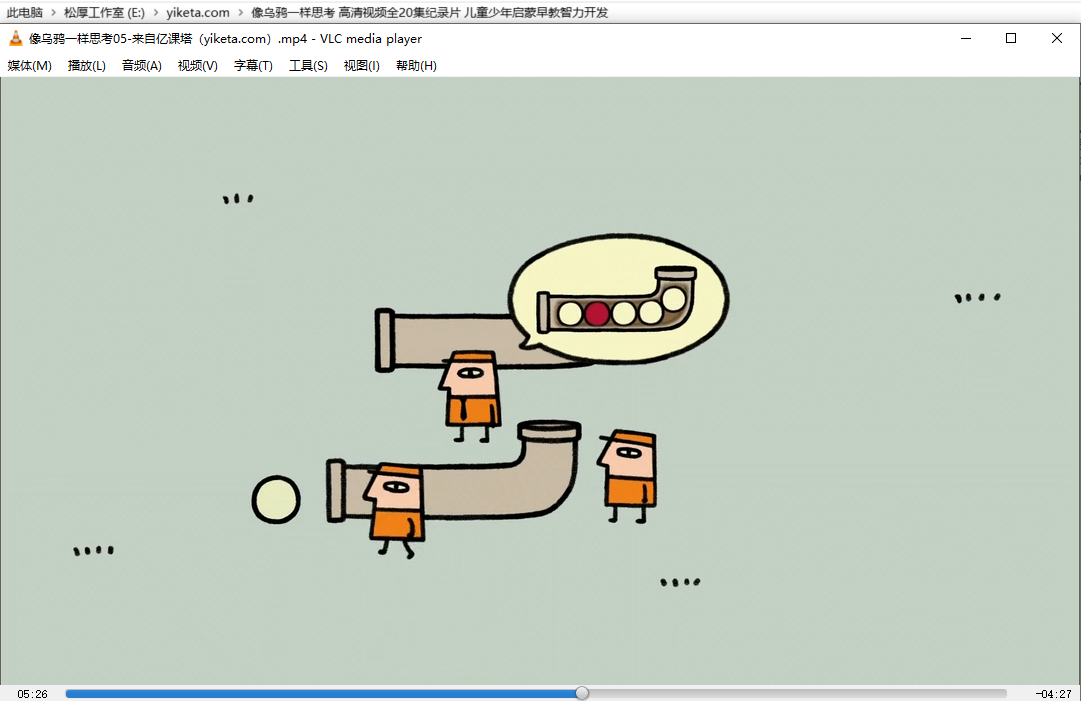 此电脑 > 松厚工作室 (E:) > yiketa.com > 像乌鸦一样思考 高清视频全20集纪录片 儿童少年启蒙早教智力开发
像乌鸦一样思考05-来自亿课塔（yiketa.com）.mp4 - VLC media player
媒体(M) 播放(L) 音频(A) 视频(V) 字幕(T) 工具(S) 视图(I) 帮助(H)
05:26 -04:27